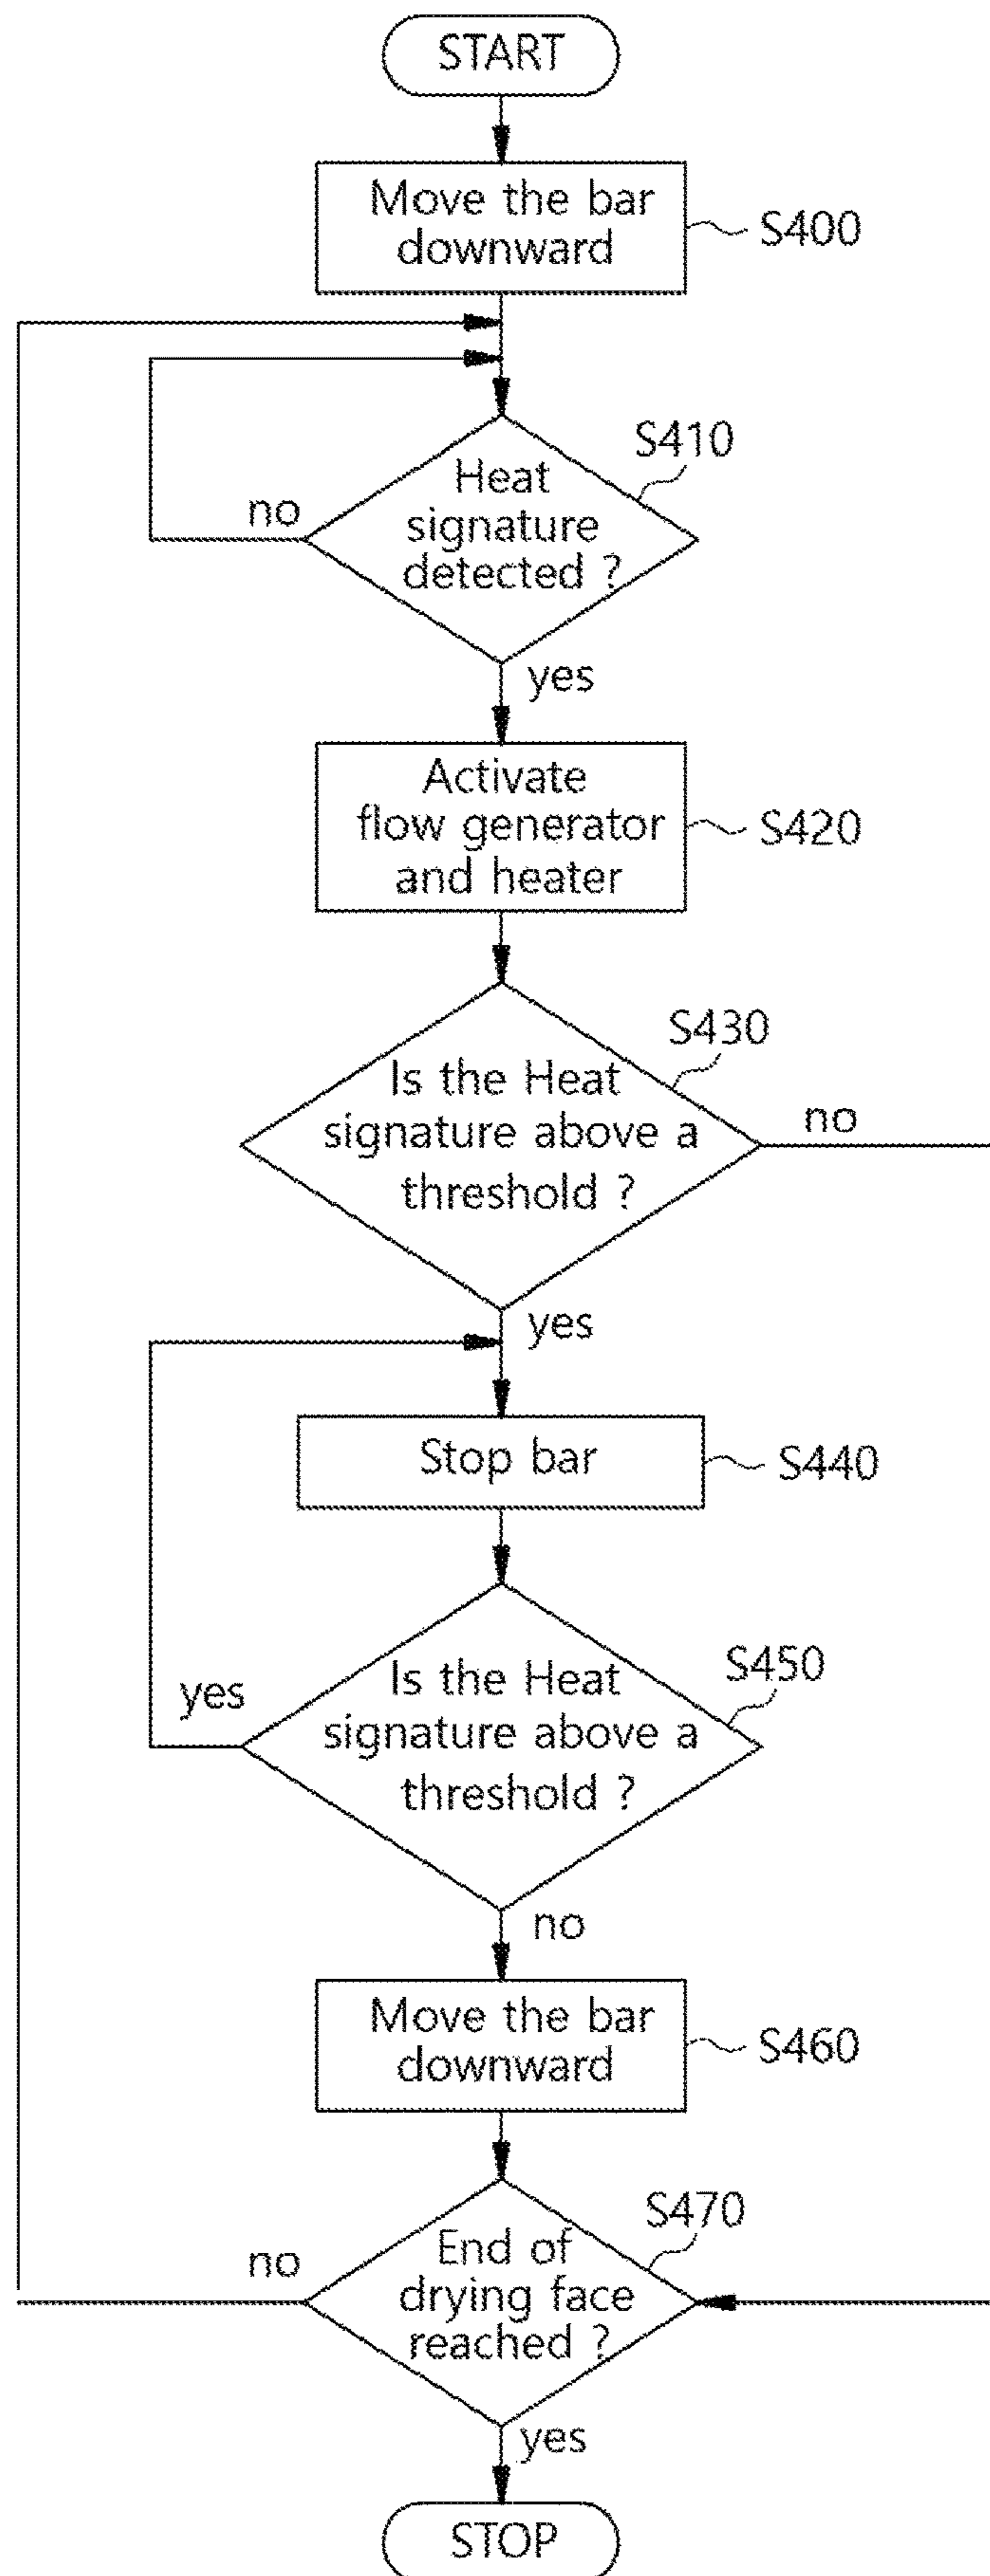 START
Move the bar
downward
S400
S410
Heat
signature
detected ?
no
yes
Activate
flow generator
and heater
S420
S430
Is the Heat
signature above a
threshold ?
no
yes
Stop bar
S440
S450
Is the Heat
signature above a
threshold ?
yes
no
Move the bar
downward
S460
S470
End of
drying face
reached ?
no
yes
STOP